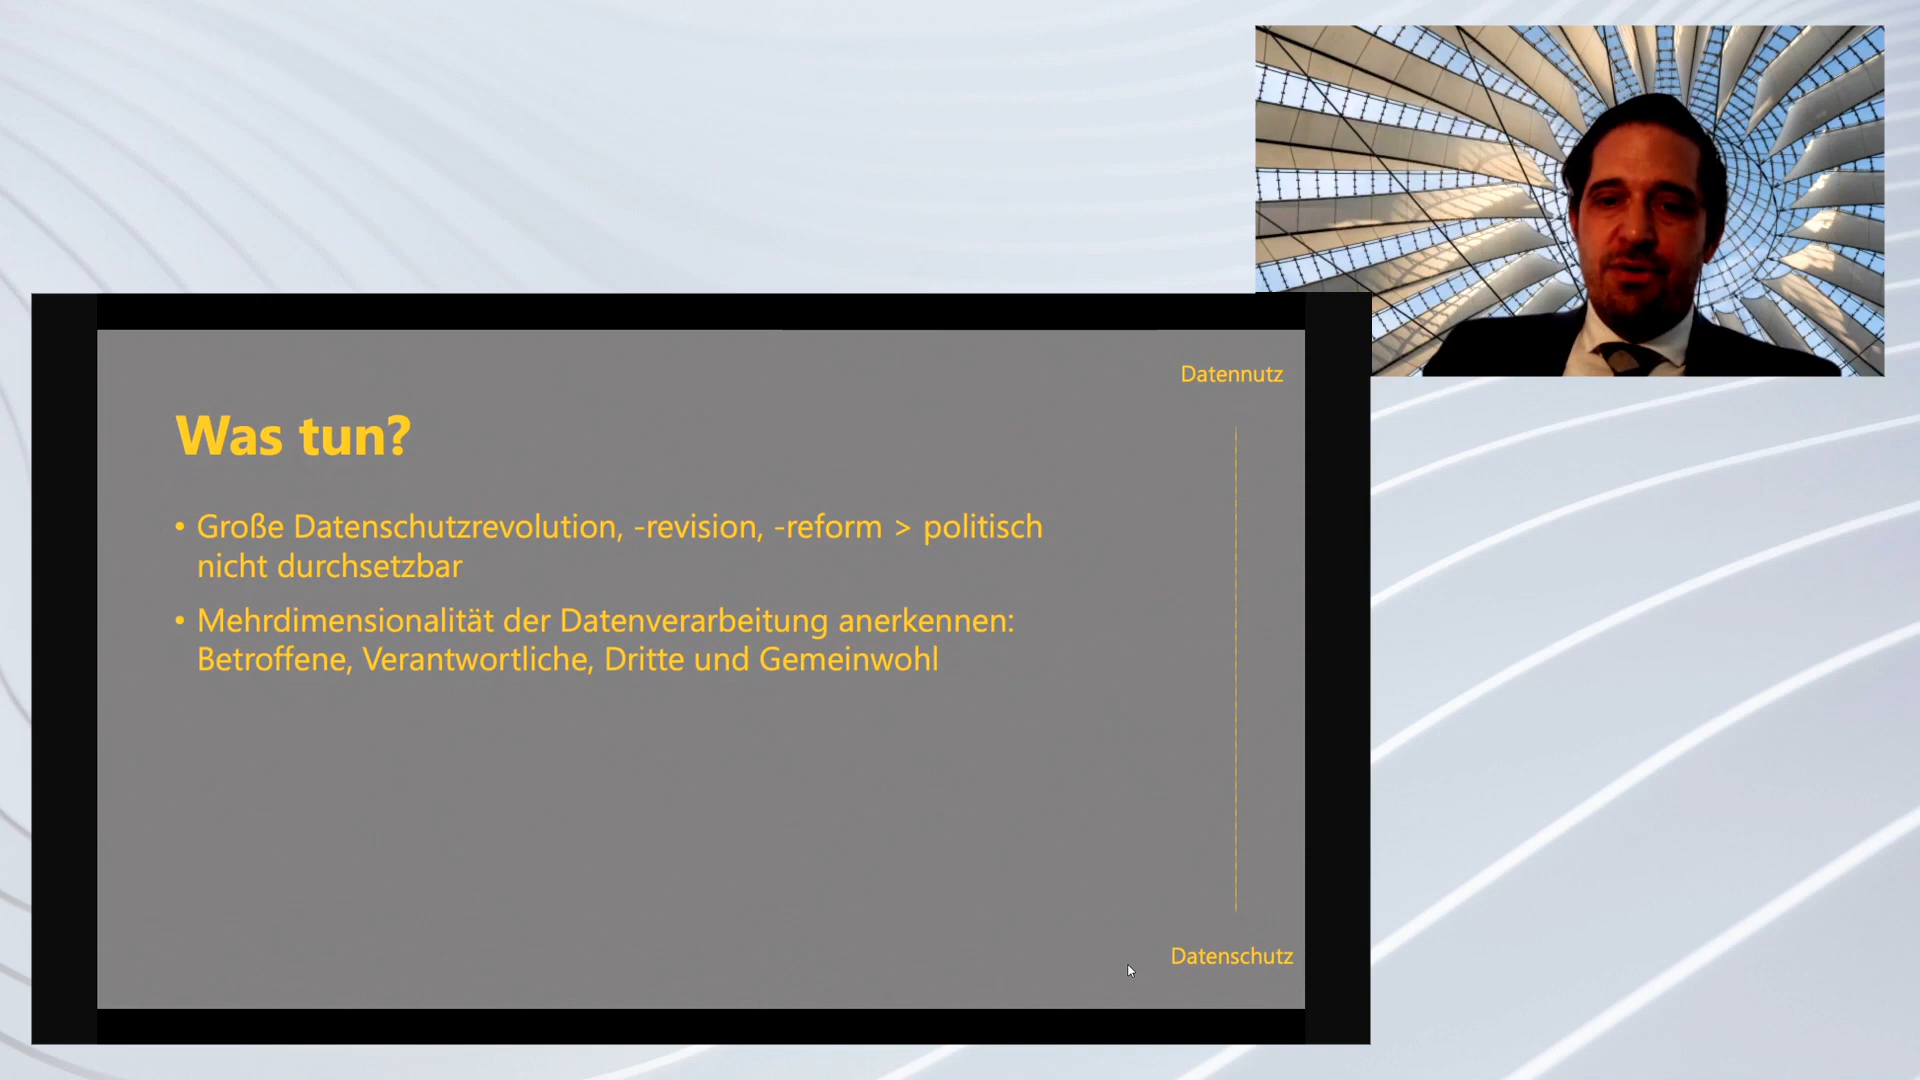 Datennutz
Was tun?
• Große Datenschutzrevolution, -revision, -reform > politisch
nicht durchsetzbar
• Mehrdimensionalität der Datenverarbeitung anerkennen:
Betroffene, Verantwortliche, Dritte und Gemeinwohl
Datenschutz